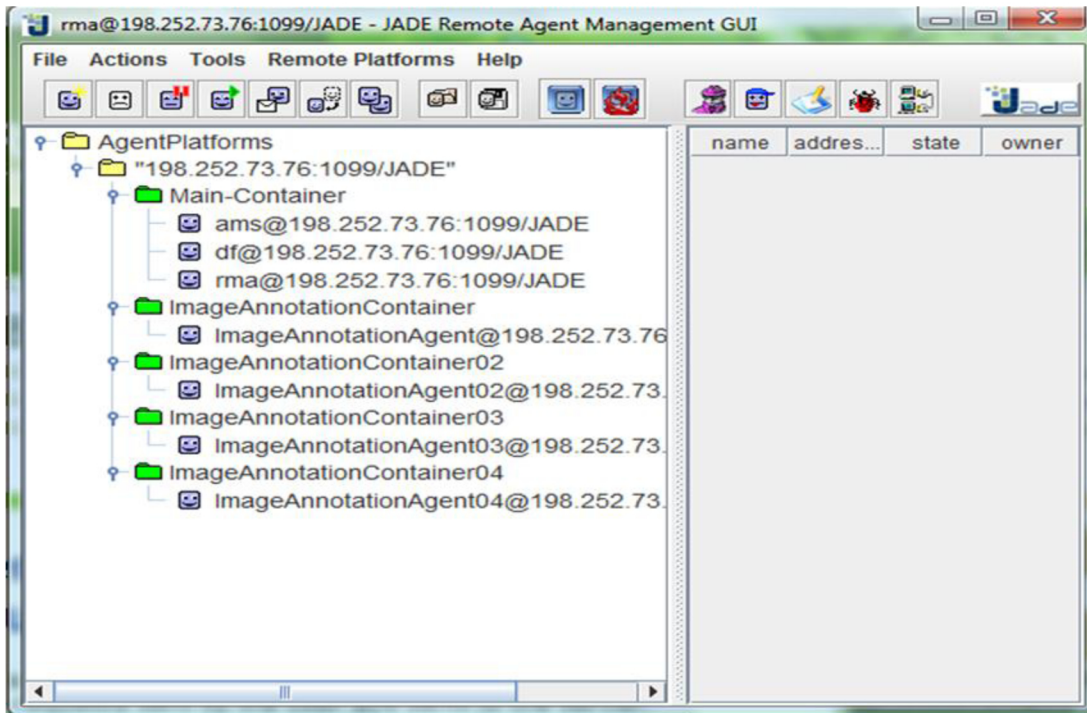 rma@198.252.73.76:1099/JADE - JADE Remote Agent Management GUI
File Actions Tools Remote Platforms Help
Jade
AgentPlatforms
"198.252.73.76:1099/JADE"
Main-Container
ams@198.252.73.76:1099/JADE
df@198.252.73.76:1099/JADE
rma@198.252.73.76:1099/JADE
ImageAnnotationContainer
ImageAnnotationAgent@198.252.73.76
ImageAnnotationContainer02
ImageAnnotationAgent02@198.252.73.
ImageAnnotationContainer03
ImageAnnotationAgent03@198.252.73.
ImageAnnotationContainer04
ImageAnnotationAgent04@198.252.73.
name addres... state owner